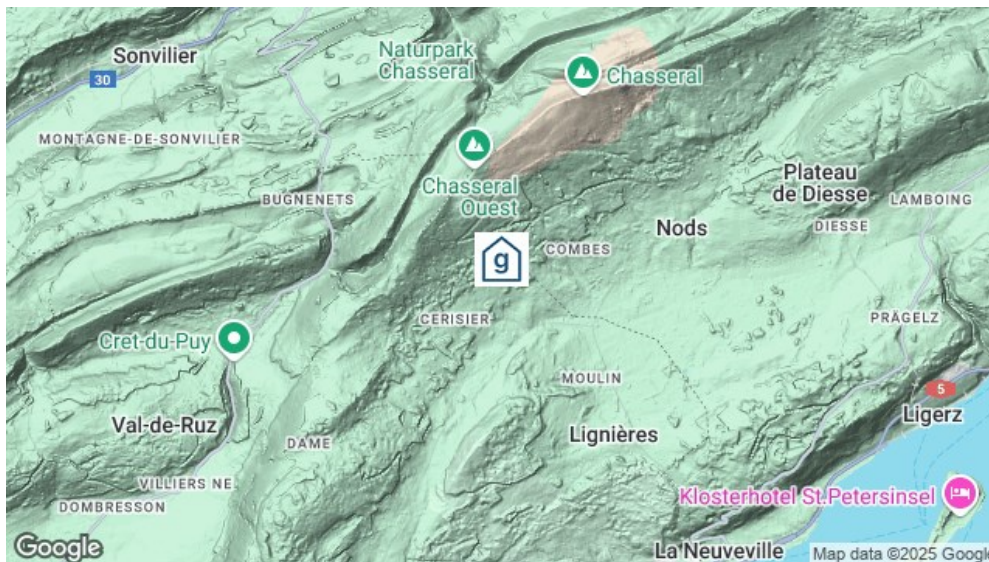 Sonvilier
30
Naturpark
Chasseral
Chasseral
MONTAGNE-DE-SONVILIER
Chasseral
Ouest
BUGNENETS
Plateau
de Diesse
LAMBOING
DIESSE
Nods
COMBES
g
CERISIER
PRAGELZ
Cret-du-Puy
MOULIN
5
Ligerz
Val-de-Ruz
DAME
Lignières
VILLIERS NE
DOMBRESSON
Klosterhotel St.Petersinsel
La Neuveville
Google
Map data ©2025 Google